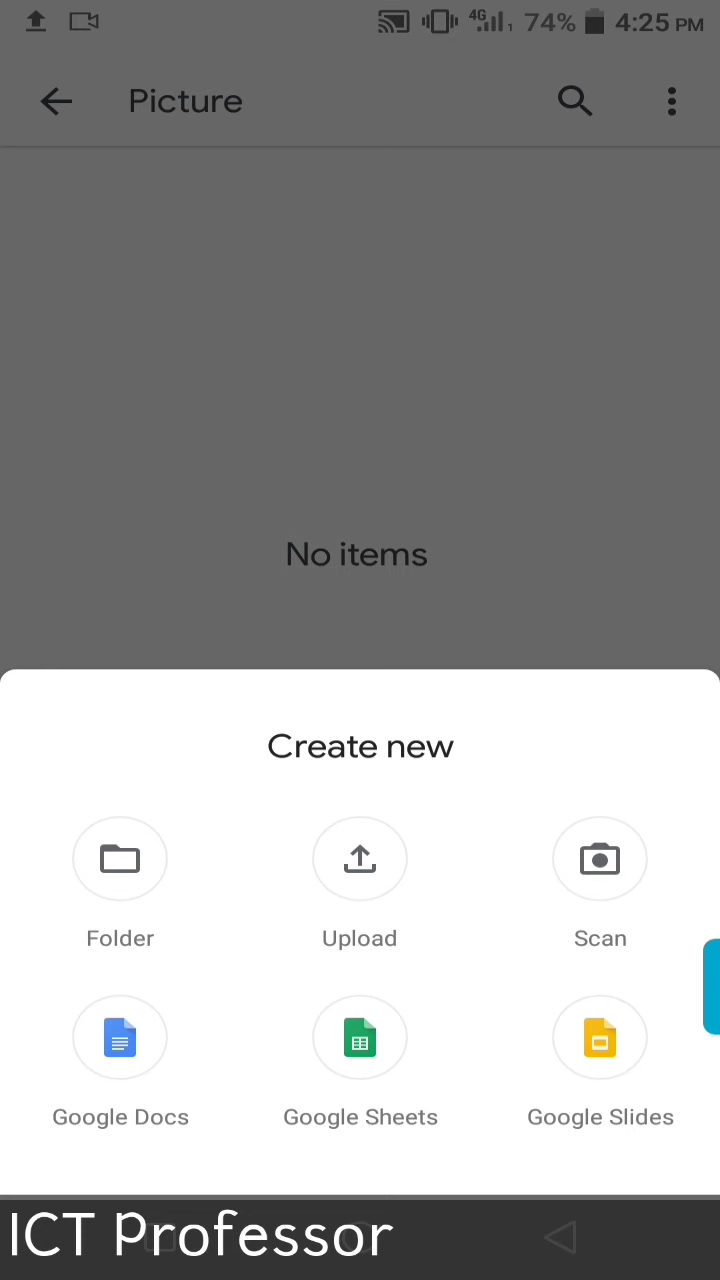 4G 1 74% 4:25 PM
Picture
No items
Create new
Folder Upload Scan
Google Docs Google Sheets Google Slides
ICT Professor